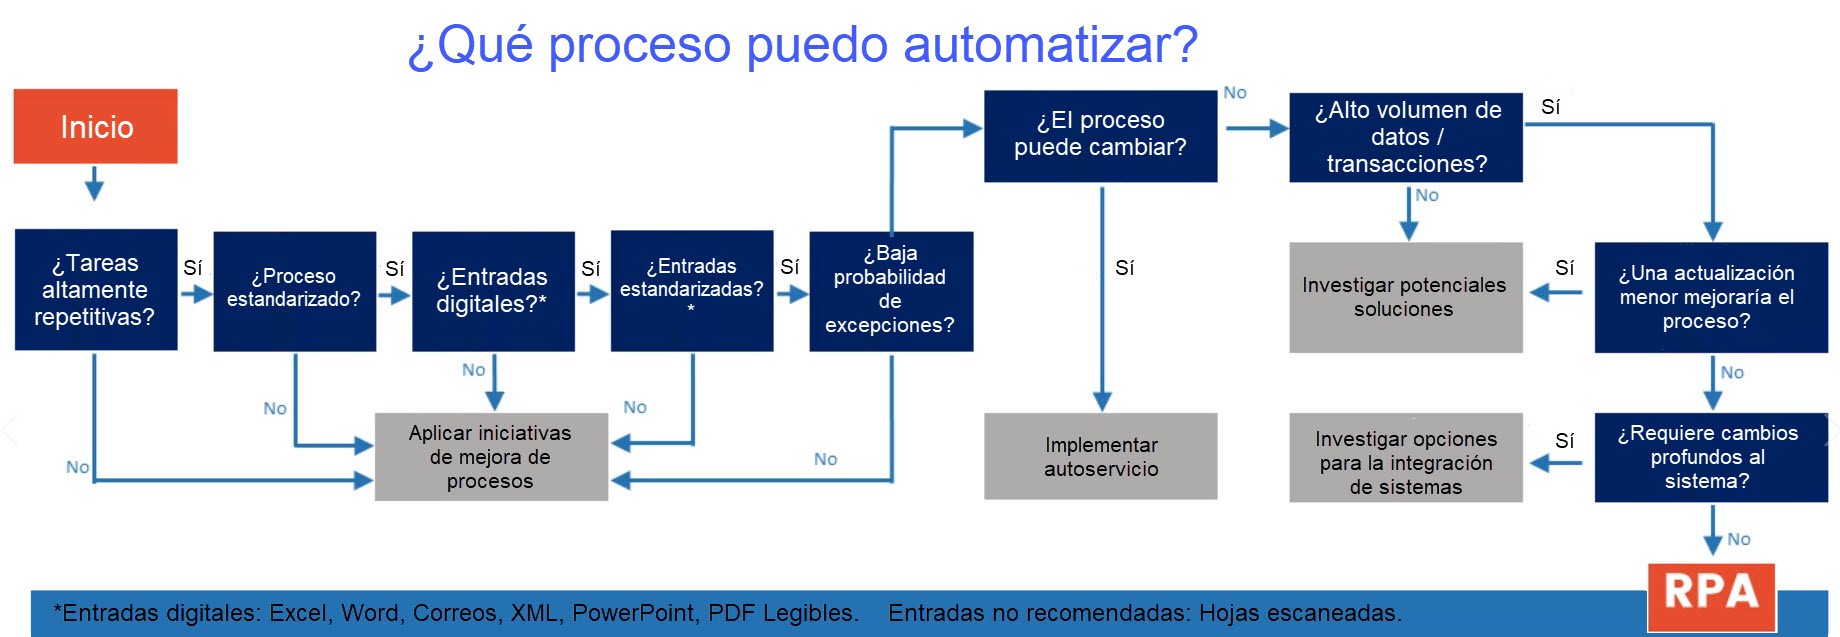 ¿Qué proceso puedo automatizar?
Inicio
¿Tareas
altamente
repetitivas?
Sí
¿Proceso
estandarizado?
Sí
¿Entradas
digitales?*
Sí
¿Entradas
estandarizadas?
*
Sí
¿Baja
probabilidad
de
excepciones?
No
No
No
No
No
Aplicar iniciativas
de mejora de
procesos
¿El proceso
puede cambiar?
No
Sí
Implementar
autoservicio
¿Alto volumen de
datos /
transacciones?
Sí
No
Investigar potenciales
soluciones
Sí
¿Una actualización
menor mejoraría el
proceso?
No
Investigar opciones
para la integración
de sistemas
Sí
¿Requiere cambios
profundos al
sistema?
No
RPA
*Entradas digitales: Excel, Word, Correos, XML, PowerPoint, PDF Legibles. Entradas no recomendadas: Hojas escaneadas.